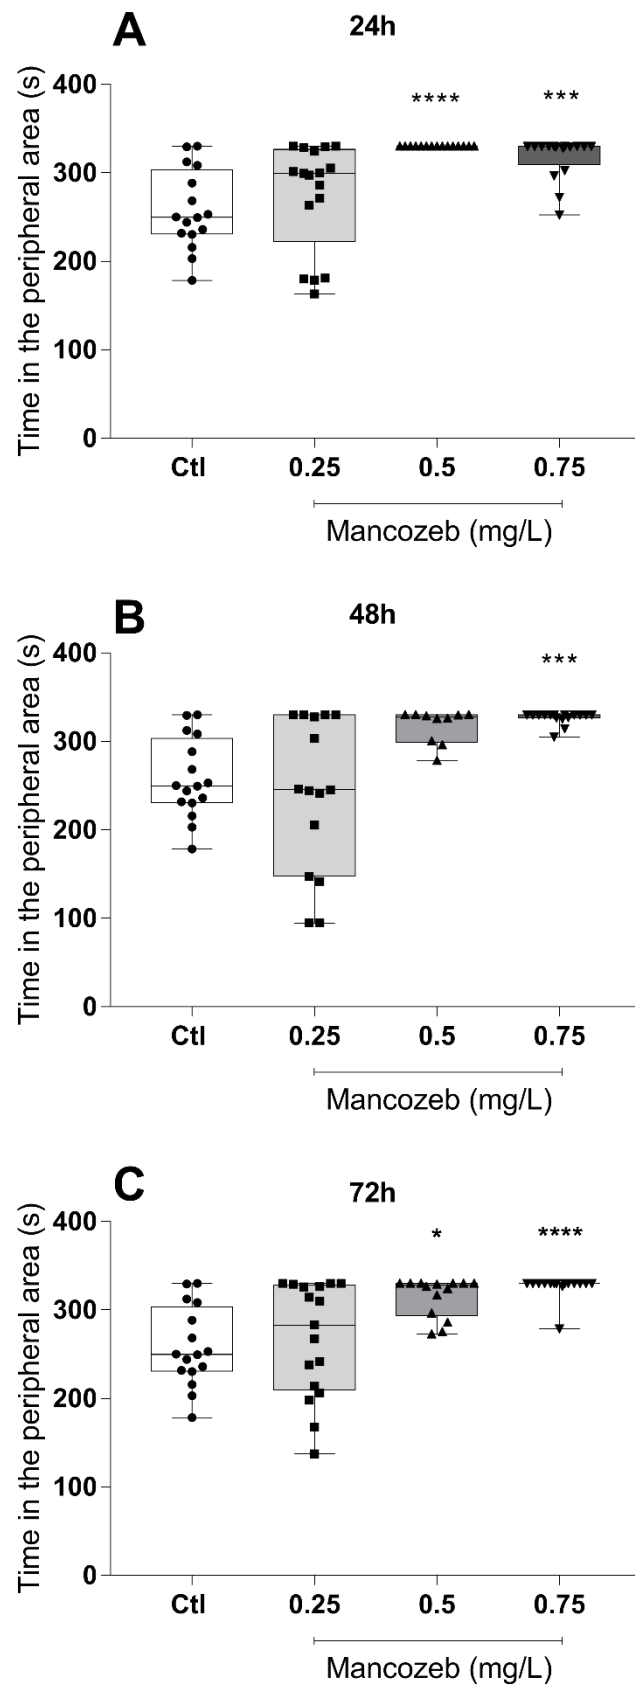 A
24h
Time in the peripheral area (s)
400
300
200
100
0
****
***
Ctl
0.25
0.5
0.75
Mancozeb (mg/L)
B
48h
Time in the peripheral area (s)
400
300
200
100
0
***
Ctl
0.25
0.5
0.75
Mancozeb (mg/L)
C
72h
Time in the peripheral area (s)
400
300
200
100
0
*
****
Ctl
0.25
0.5
0.75
Mancozeb (mg/L)